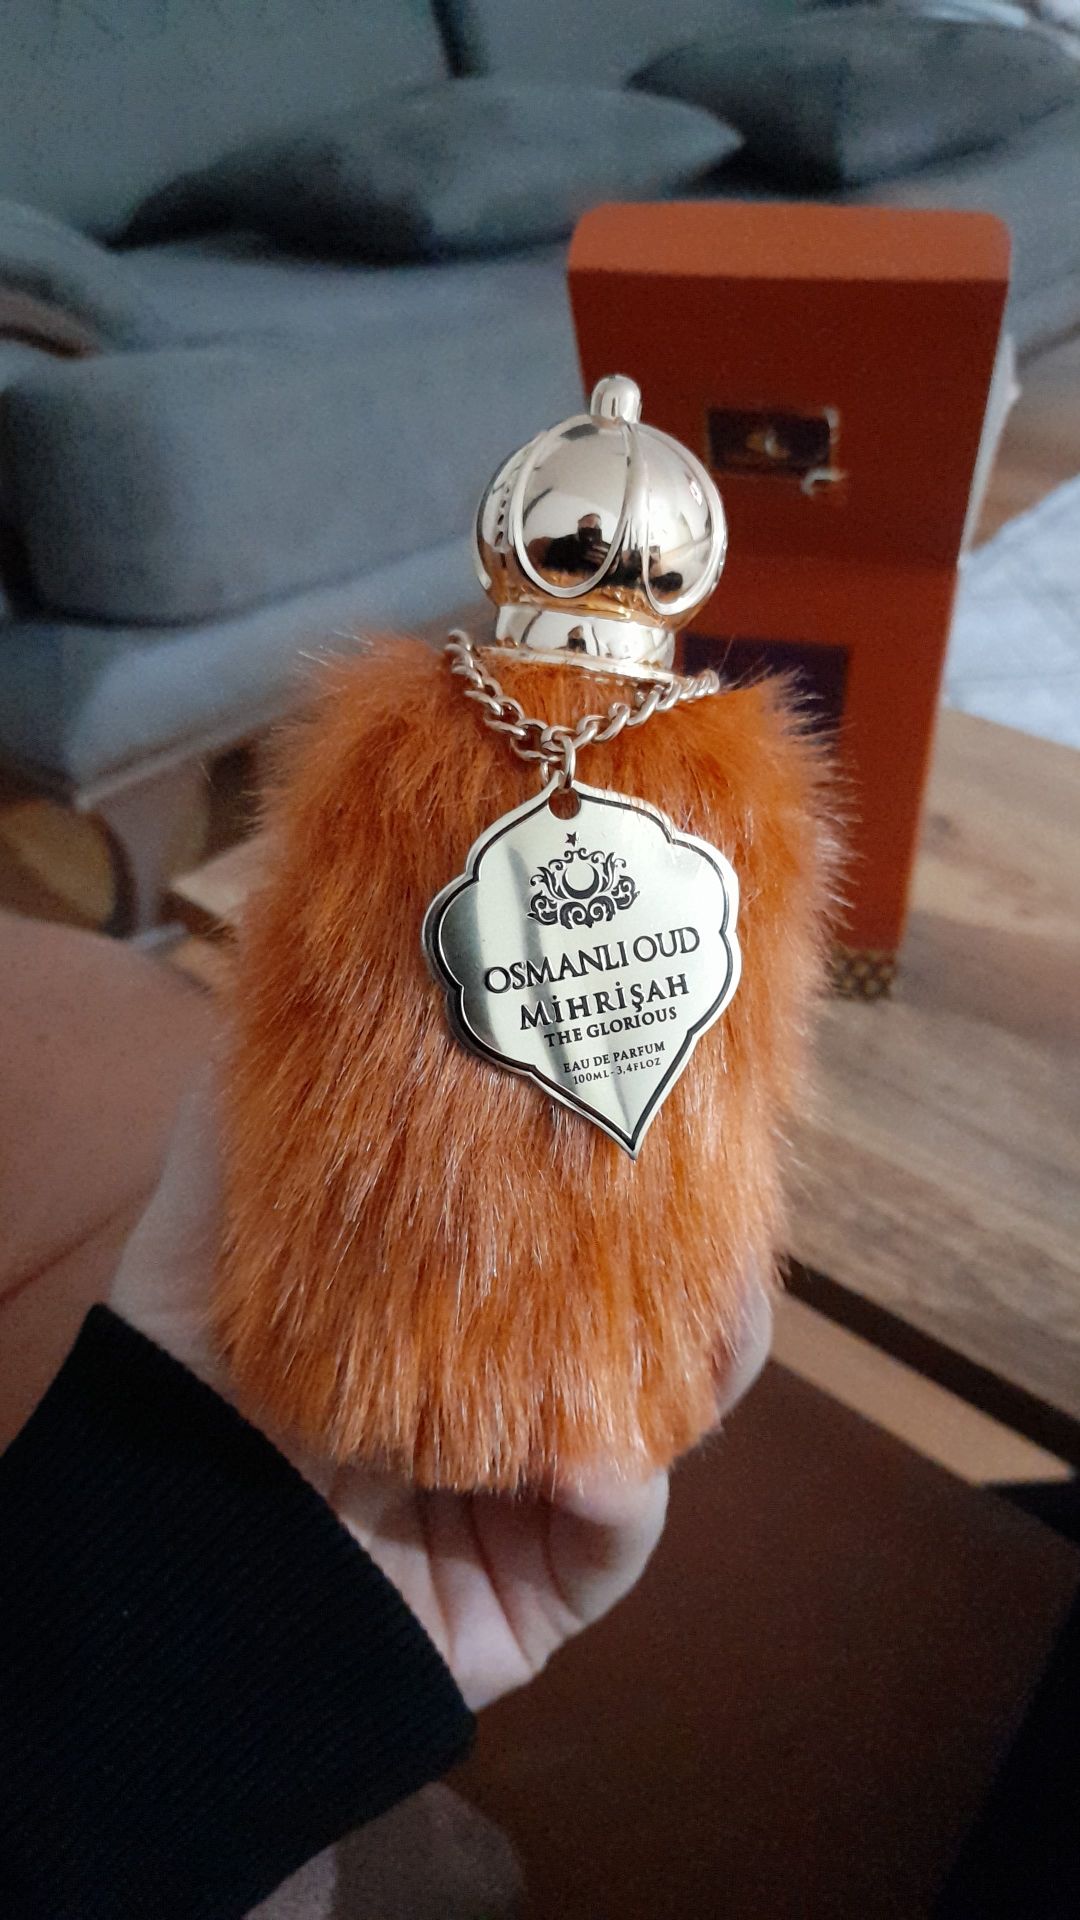 OSMANLI OUD
MİHRİŞAH
THE GLORIOUS
EAU DE PARFUM
100ML-3,4FLOZ